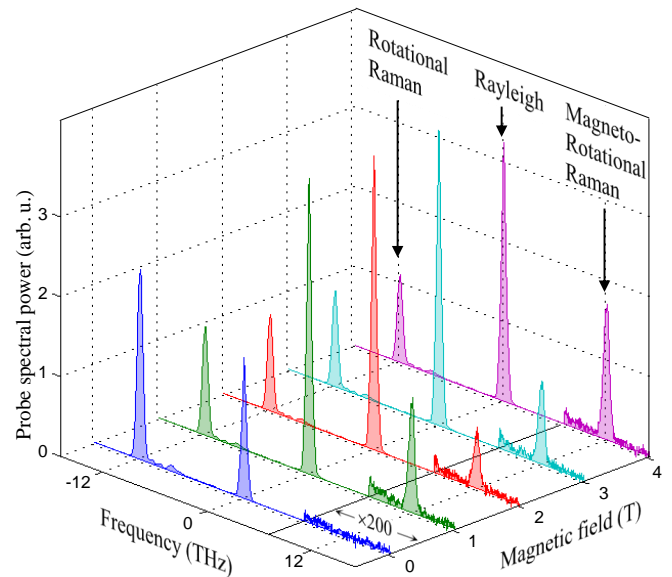 Rotational
Raman
Rayleigh
Magneto-
Rotational
Raman
Probe spectral power (arb. u.)
3
2
1
0
-12
0
12
Frequency (THz)
×200
0
1
2
3
4
Magnetic field (T)